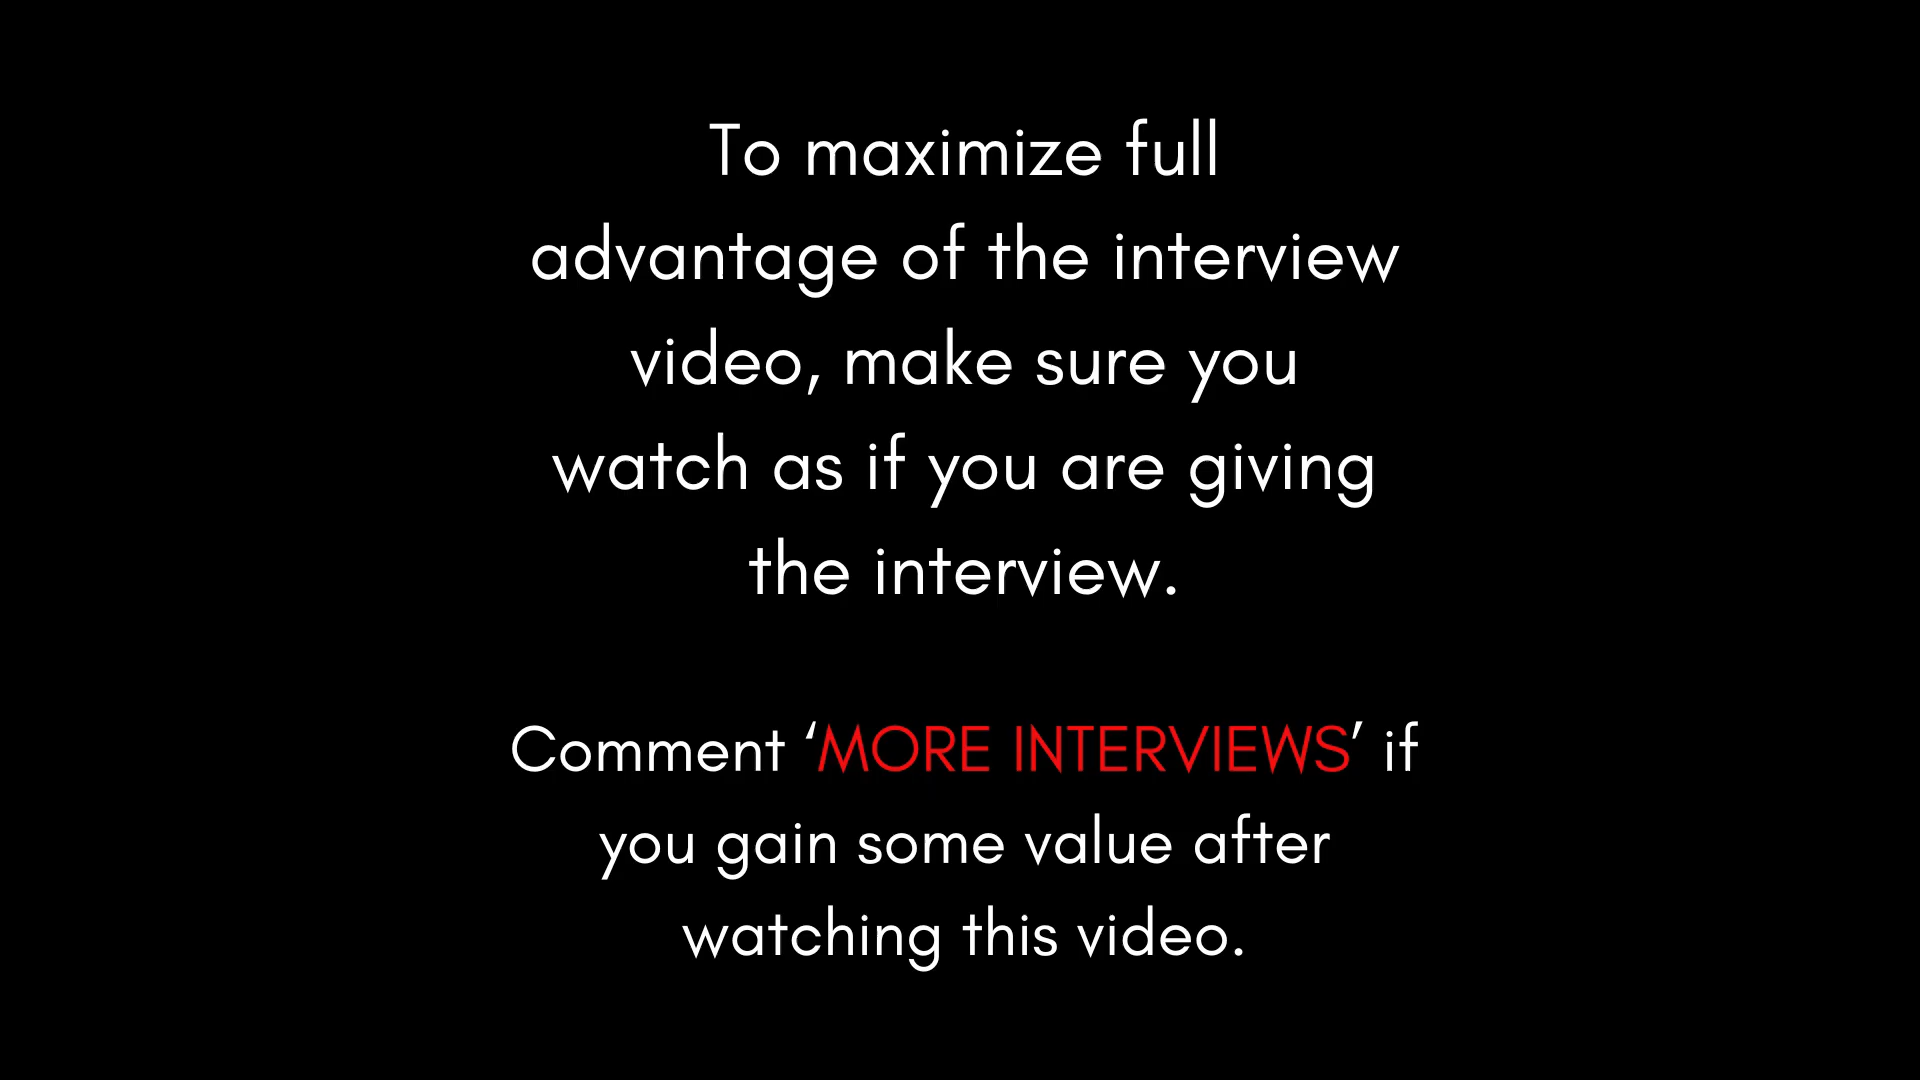 To maximize full
advantage of the interview
video, make sure you
watch as if you are giving
the interview.
Comment ‘MORE INTERVIEWS’ if
you gain some value after
watching this video.